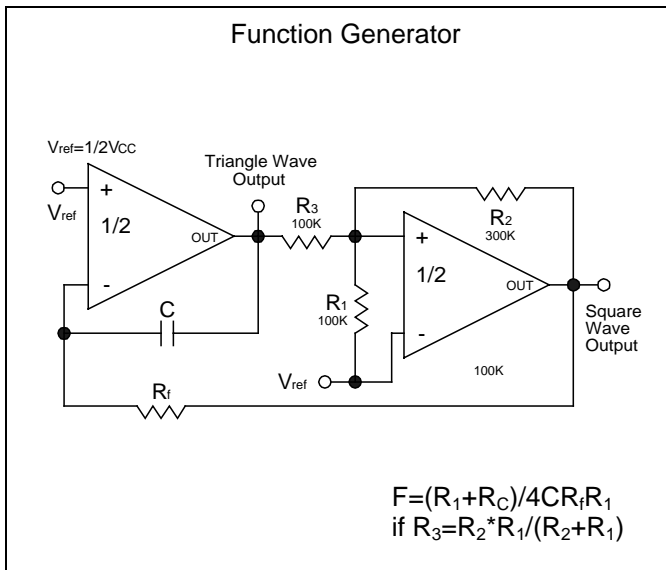 Function Generator
Vref=1/2VCC
Triangle Wave
Output
Vref
+
1/2
OUT
-
R3
100K
R2
300K
+
1/2
OUT
-
R1
100K
C
Square
Wave
Output
Vref
100K
Rf
F=(R1+RC)/4CRfR1
if R3=R2*R1/(R2+R1)